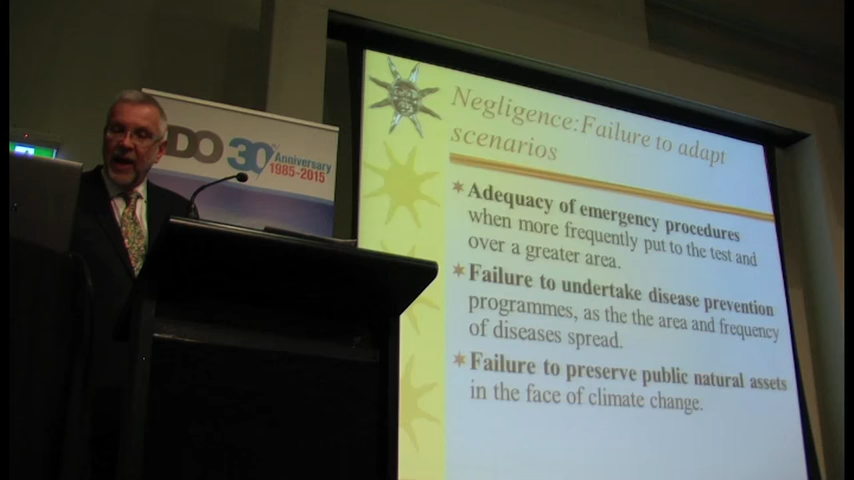 DO 30
Anniversary
1985-2015
Negligence:Failure to adapt
scenarios
Adequacy of emergency procedures
when more frequently put to the test and
over a greater area.
Failure to undertake disease prevention
programmes, as the the area and frequency
of diseases spread.
Failure to preserve public natural assets
in the face of climate change.